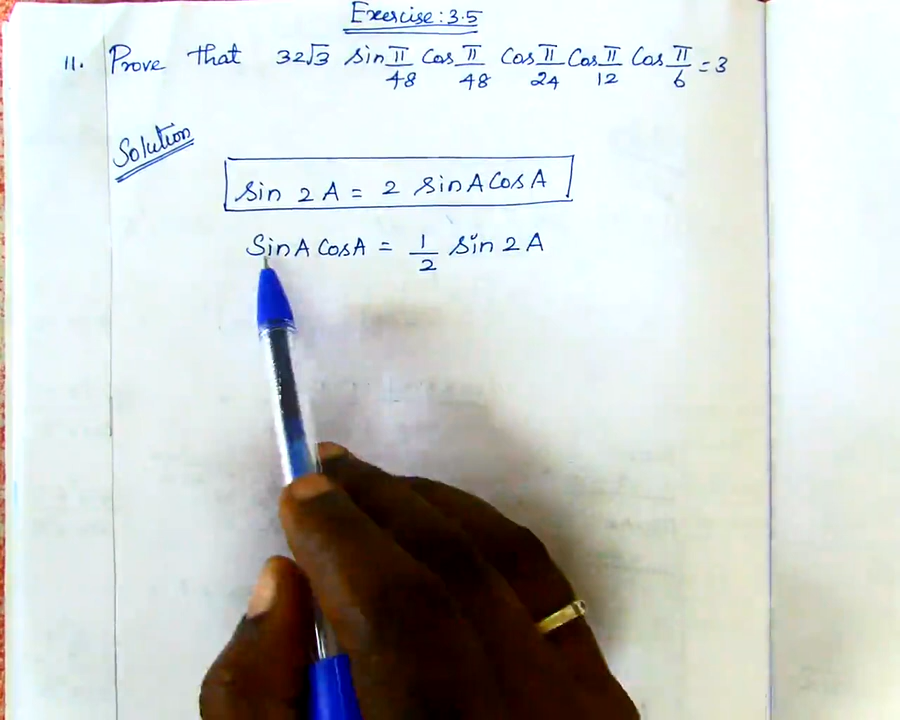 Exercise: 3.5
11. Prove that 32√3 sin π/48 cos π/48 cos π/24 cos π/12 cos π/6 = 3
Solution
sin 2A = 2 sinA cosA
SinA cosA = 1/2 sin 2A